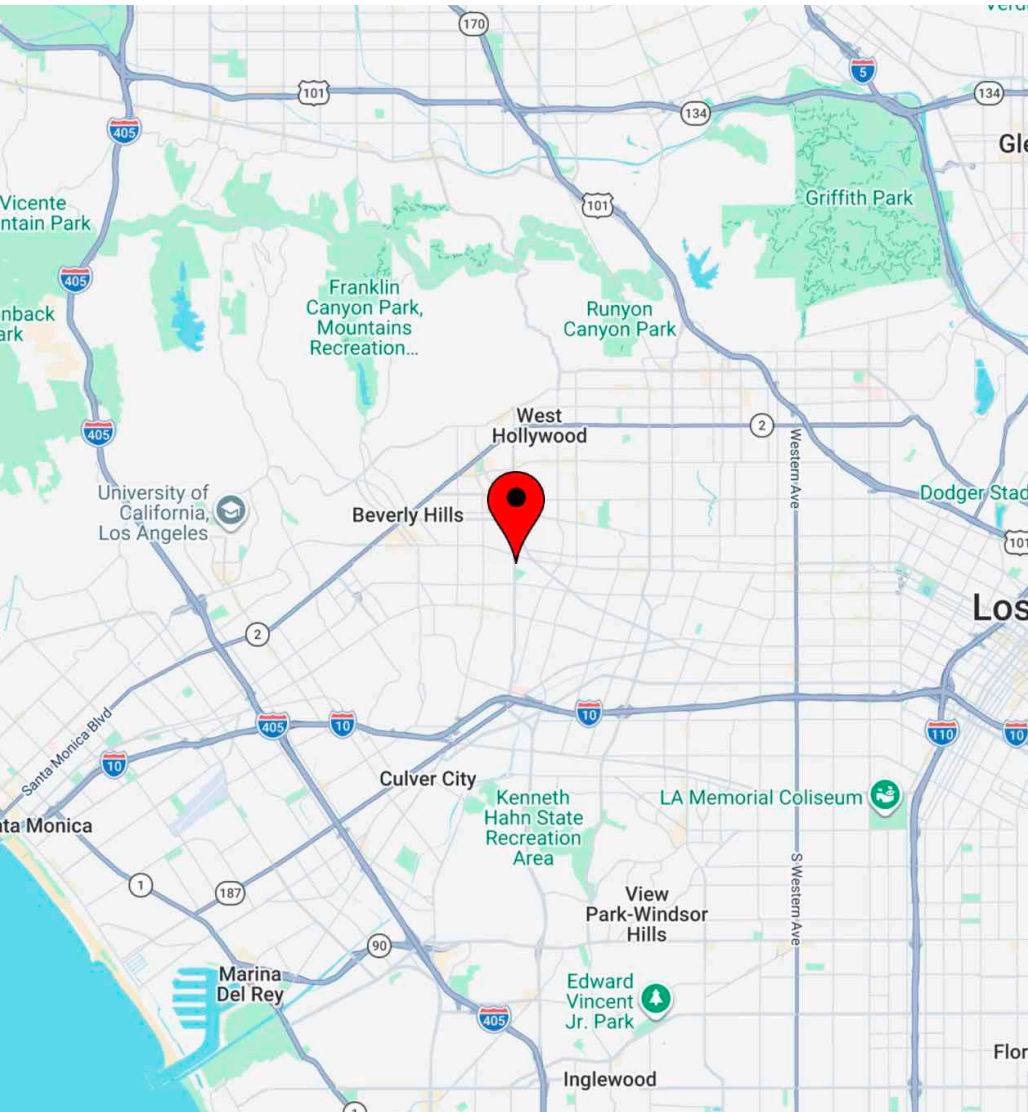 170
5
101
134
134
405
Gle
Vicente
ntain Park
Griffith Park
101
405
Franklin
Canyon Park,
Mountains
Recreation...
nback
ark
Runyon
Canyon Park
405
West
Hollywood
2
Western Ave
University of
California,
Los Angeles
Beverly Hills
Dodger Stad
101
Los
2
10
405
10
10
110
10
Santa Monica Blvd
Culver City
Kenneth
Hahn State
Recreation
Area
LA Memorial Coliseum
nta Monica
1
187
View
Park-Windsor
Hills
S Western Ave
90
Marina
Del Rey
Edward
Vincent
Jr. Park
405
Flor
Inglewood